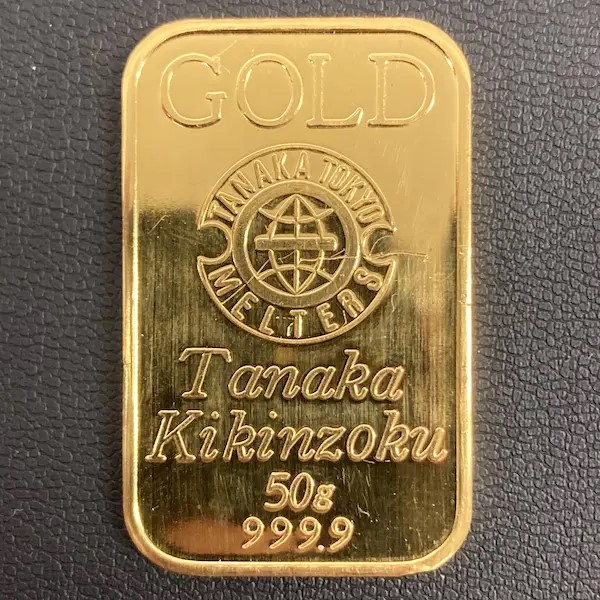 GOLD
TANAKA TOKYO
MELTERS
Tanaka
Kikinzoku
50g
999.9